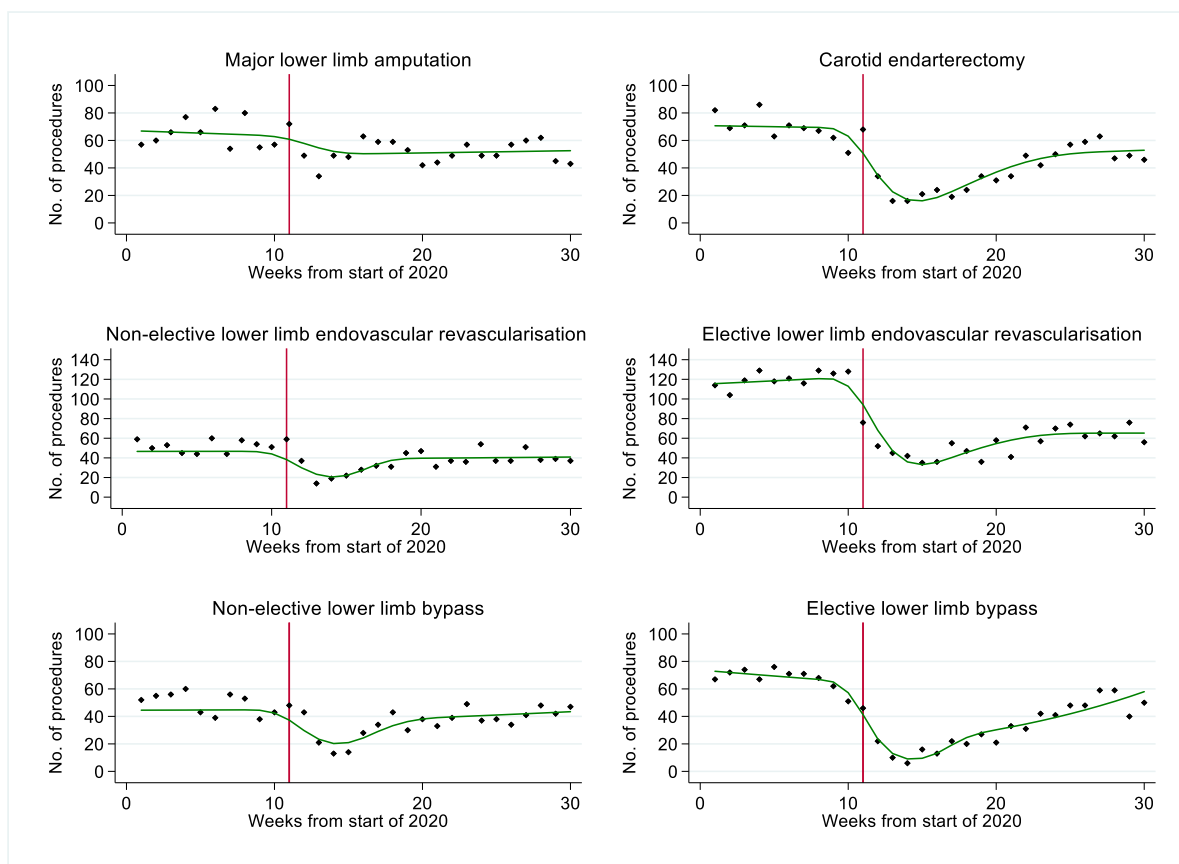 Major lower limb amputation
No. of procedures
100
80
60
40
20
0
0 10 20 30
Weeks from start of 2020
Carotid endarterectomy
No. of procedures
100
80
60
40
20
0
0 10 20 30
Weeks from start of 2020
Non-elective lower limb endovascular revascularisation
No. of procedures
140
120
100
80
60
40
20
0
0 10 20 30
Weeks from start of 2020
Elective lower limb endovascular revascularisation
No. of procedures
140
120
100
80
60
40
20
0
0 10 20 30
Weeks from start of 2020
Non-elective lower limb bypass
No. of procedures
100
80
60
40
20
0
0 10 20 30
Weeks from start of 2020
Elective lower limb bypass
No. of procedures
100
80
60
40
20
0
0 10 20 30
Weeks from start of 2020